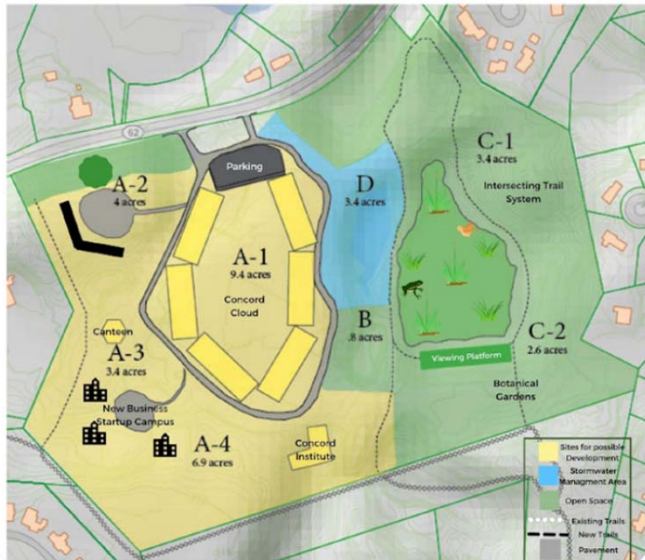 62
Parking
C-1
3.4 acres
Intersecting Trail
System
A-2
4 acres
D
3.4 acres
A-1
9.4 acres
Concord
Cloud
B
.8 acres
C-2
2.6 acres
Viewing Platform
Canteen
A-3
3.4 acres
Botanical
Gardens
New Business
Startup Campus
A-4
6.9 acres
Concord
Institute
Sites for possible
Development
Stormwater
Managment Area
Open Space
Existing Trails
New Trails
Pavement